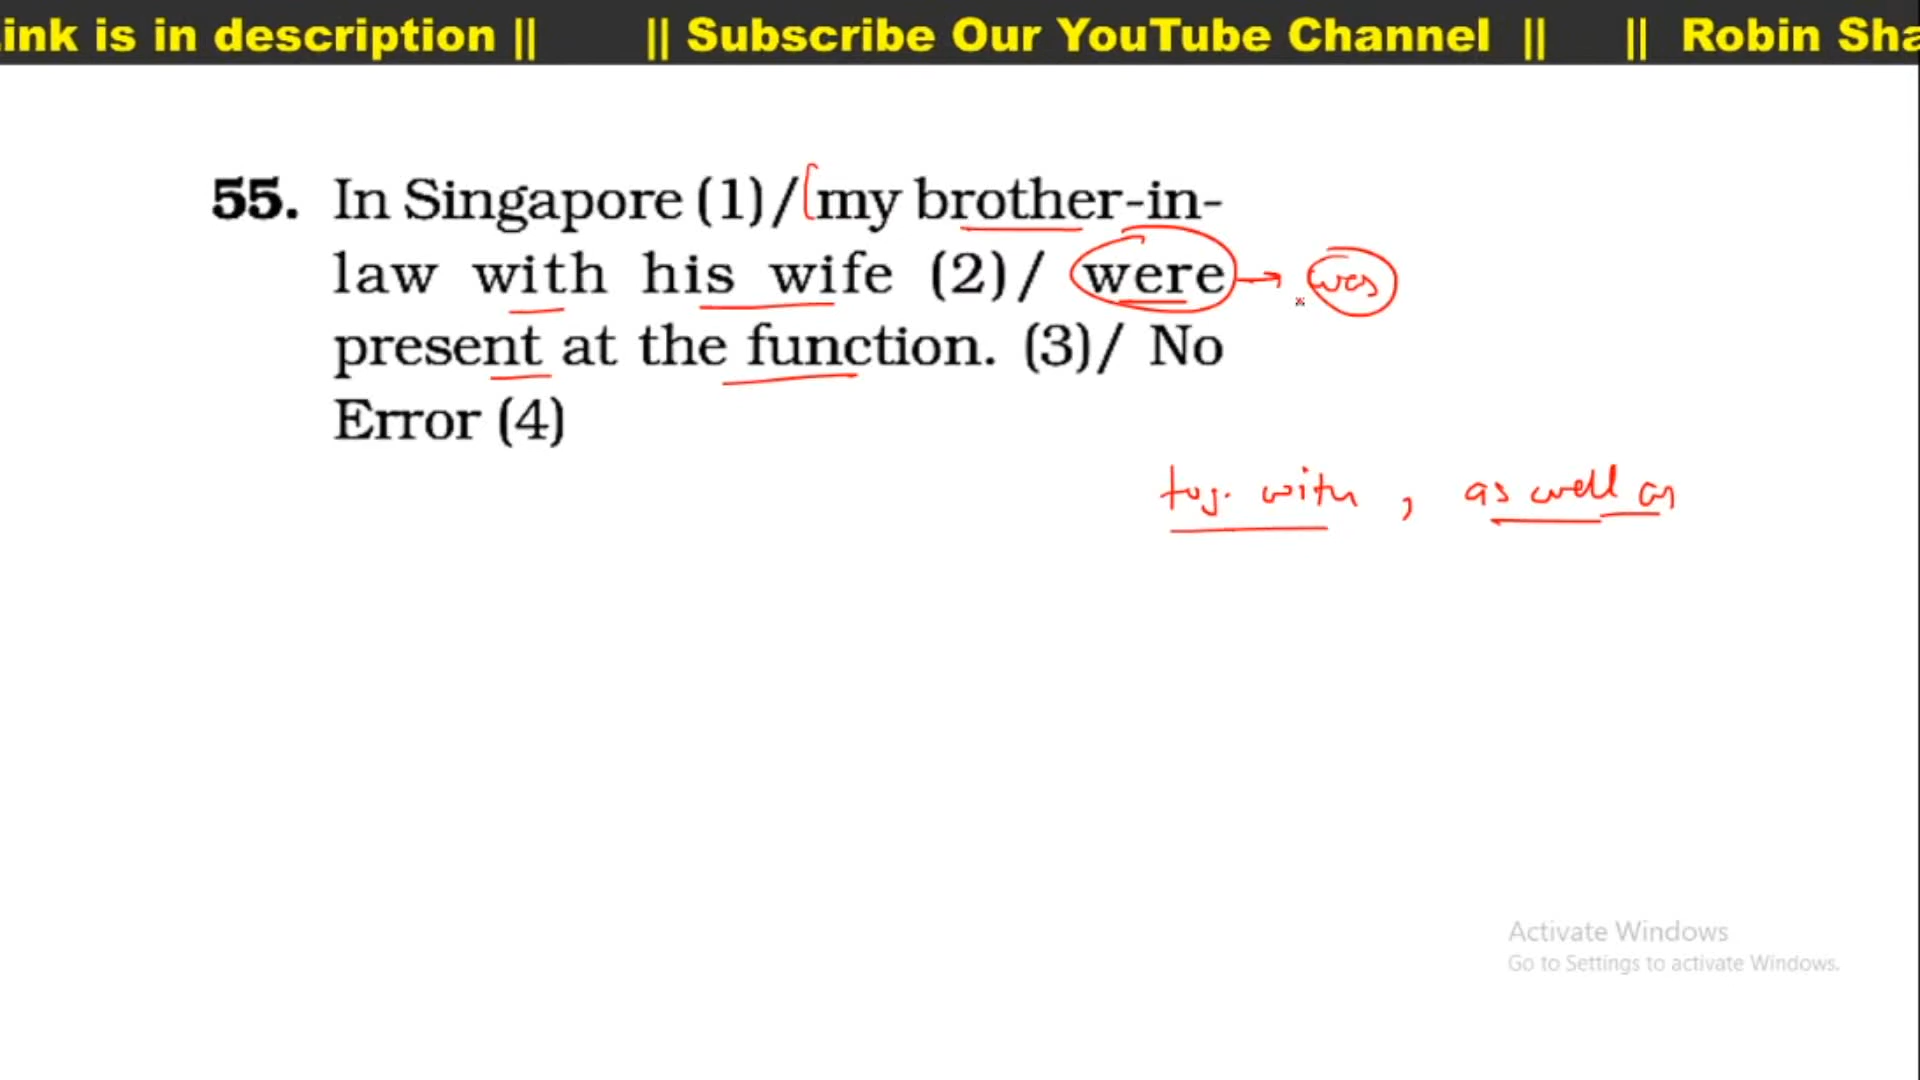 ink is in description || || Subscribe Our YouTube Channel || || Robin Sha
55. In Singapore (1)/ my brother-in-
law with his wife (2)/ were → was
present at the function. (3)/ No
Error (4)
tog. with , as well as
Activate Windows
Go to Settings to activate Windows.